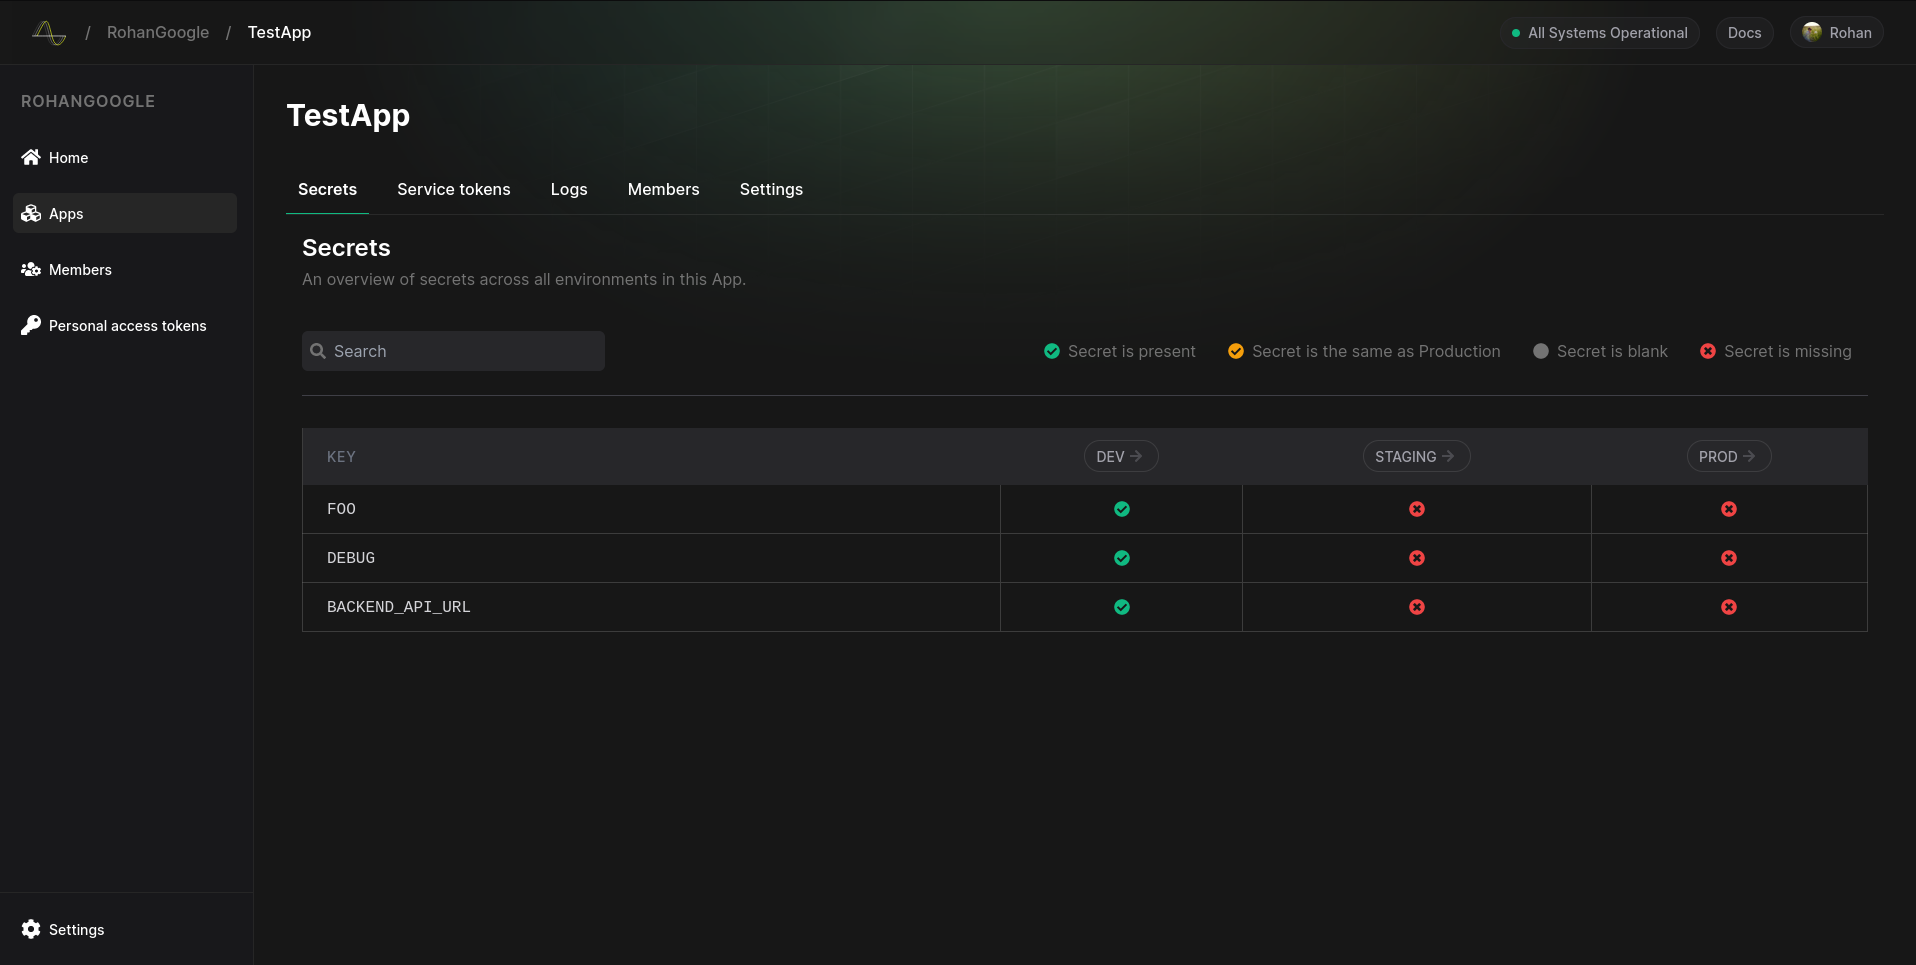 / RohanGoogle / TestApp
All Systems Operational
Docs
Rohan
ROHANGOOGLE
Home
Apps
Members
Personal access tokens
Settings
TestApp
Secrets Service tokens Logs Members Settings
Secrets
An overview of secrets across all environments in this App.
Search
Secret is present Secret is the same as Production Secret is blank Secret is missing
KEY DEV STAGING PROD
FOO
DEBUG
BACKEND_API_URL